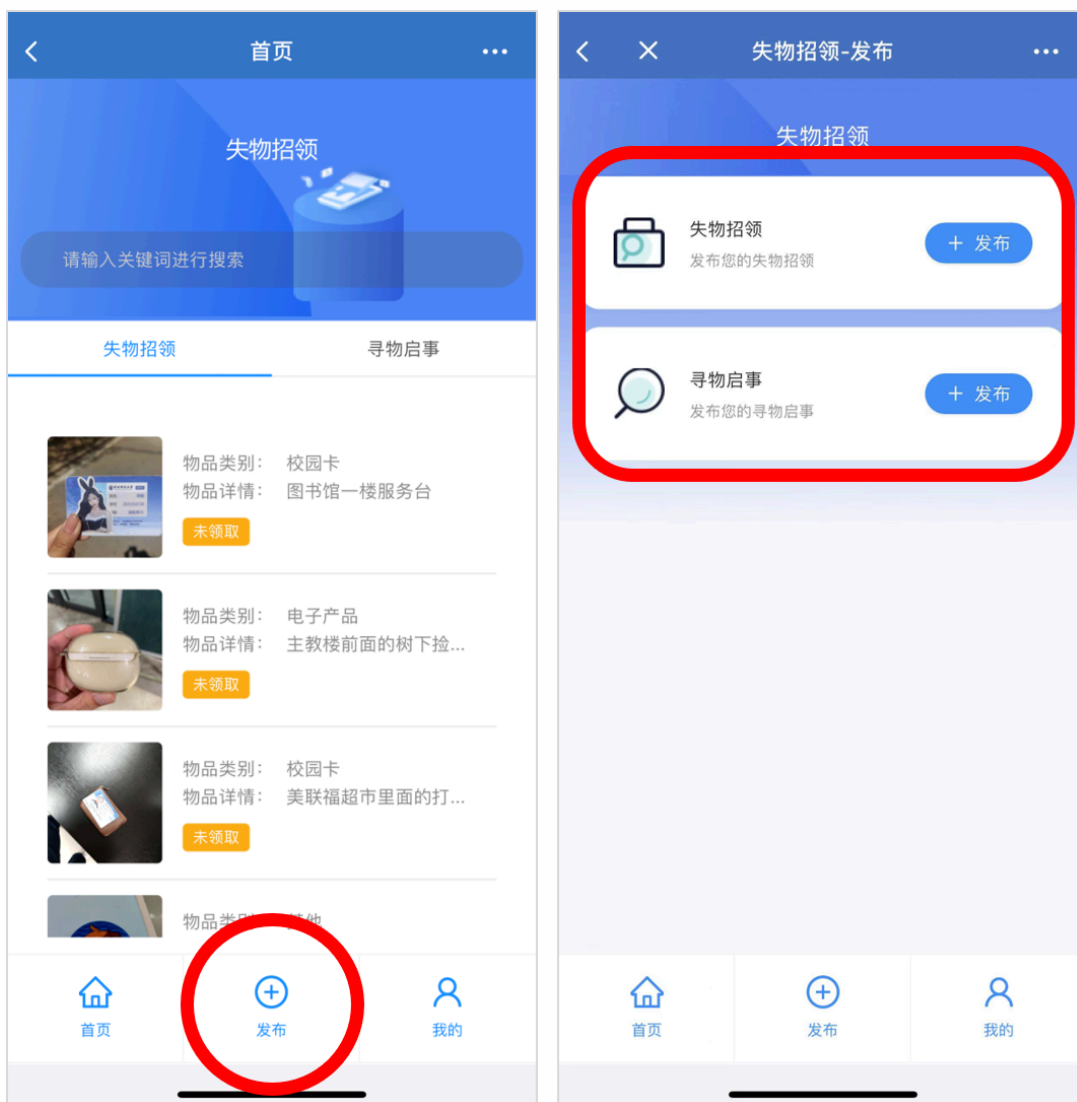 首页
失物招领
请输入关键词进行搜索
失物招领
寻物启事
物品类别： 校园卡
物品详情： 图书馆一楼服务台
未领取
物品类别： 电子产品
物品详情： 主教楼前面的树下捡...
未领取
物品类别： 校园卡
物品详情： 美联福超市里面的打...
未领取
物品类别： 其他
首页
发布
我的
失物招领-发布
失物招领
失物招领
发布您的失物招领
+ 发布
寻物启事
发布您的寻物启事
+ 发布
首页
发布
我的